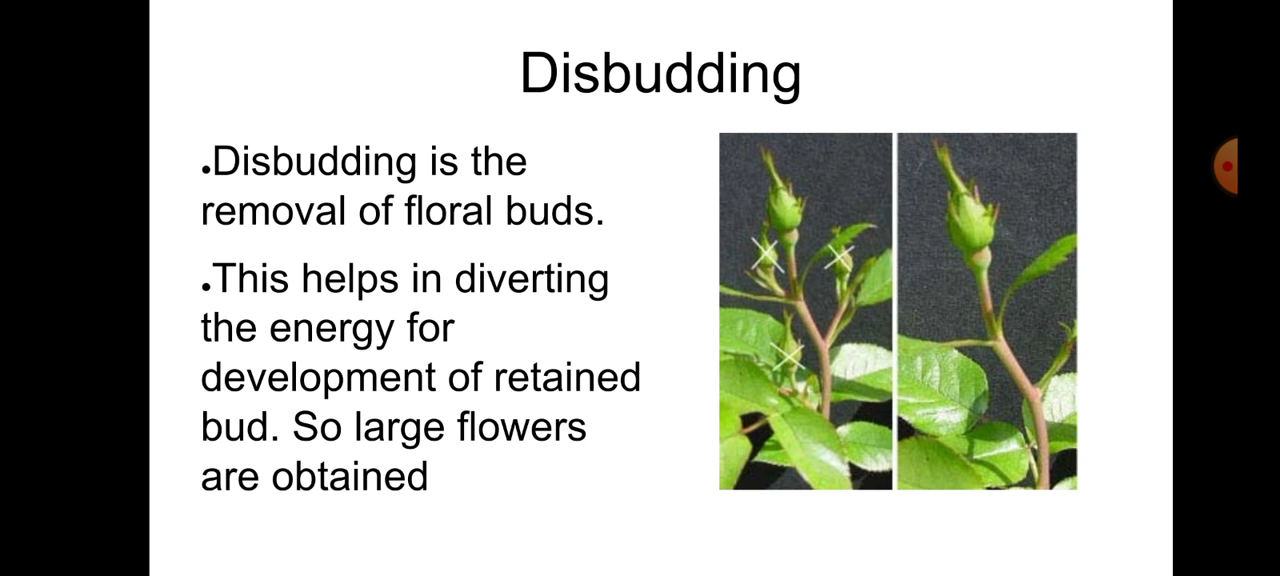 Disbudding
.Disbudding is the
removal of floral buds.
.This helps in diverting
the energy for
development of retained
bud. So large flowers
are obtained